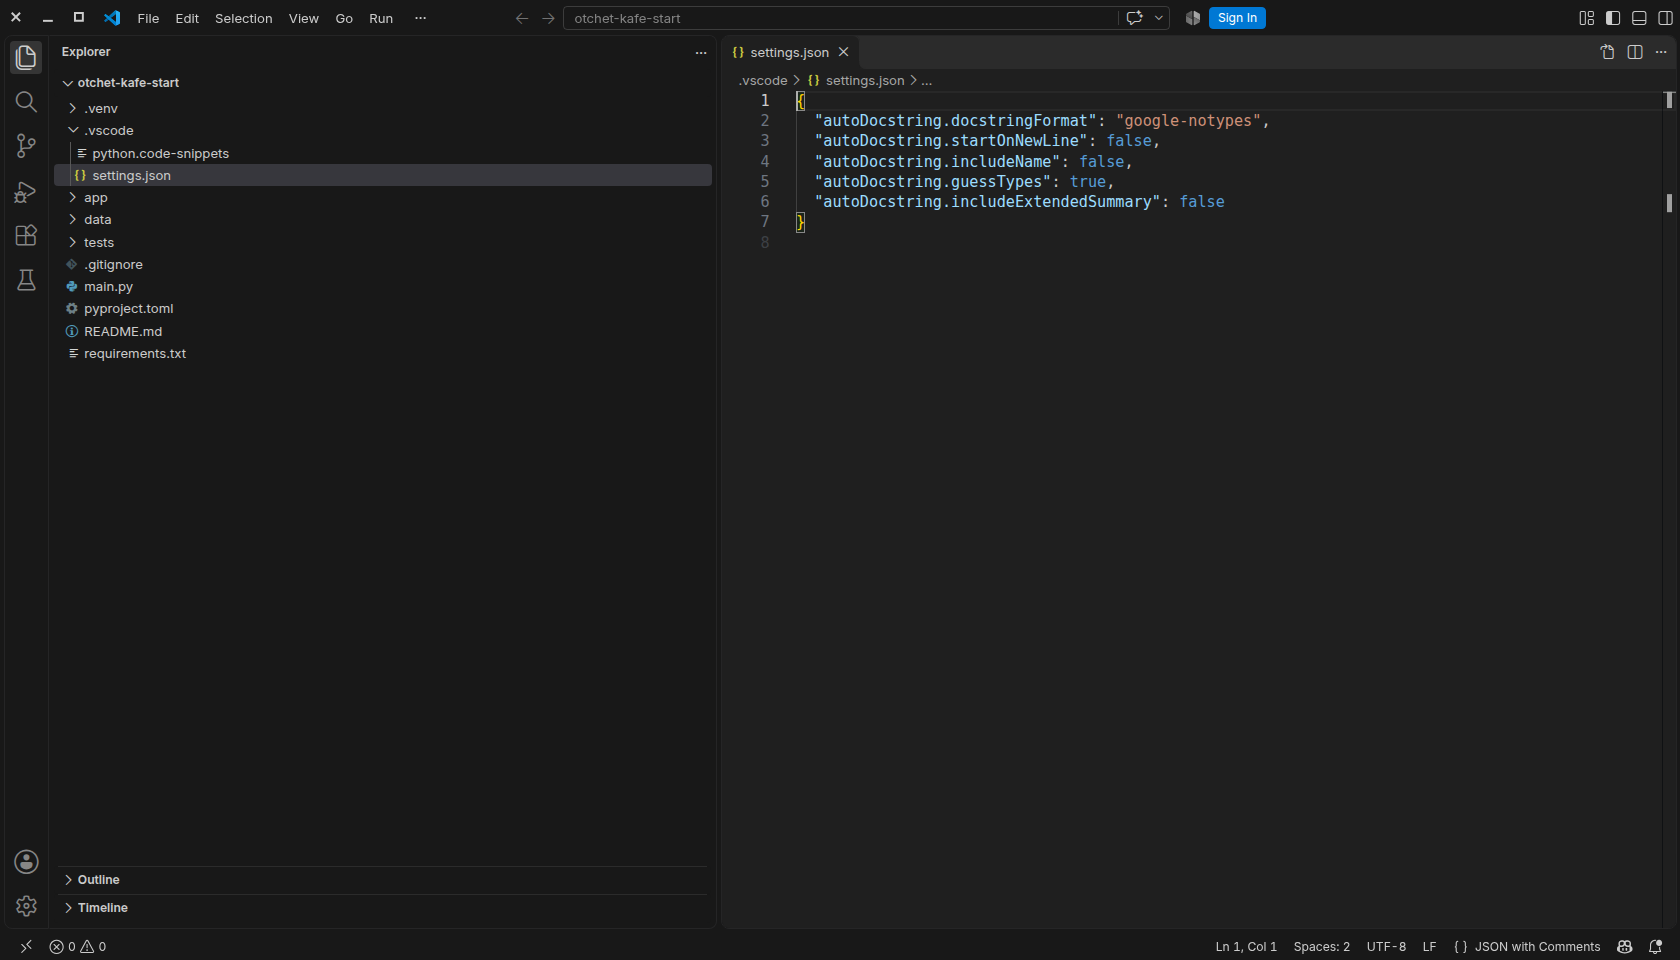 File Edit Selection View Go Run ···
otchet-kafe-start
Sign In
Explorer
otchet-kafe-start
.venv
.vscode
python.code-snippets
settings.json
app
data
tests
.gitignore
main.py
pyproject.toml
README.md
requirements.txt
Outline
Timeline
settings.json
.vscode > settings.json > ...
1 {
2 "autoDocstring.docstringFormat": "google-notypes",
3 "autoDocstring.startOnNewLine": false,
4 "autoDocstring.includeName": false,
5 "autoDocstring.guessTypes": true,
6 "autoDocstring.includeExtendedSummary": false
7 }
8
0 0
Ln 1, Col 1 Spaces: 2 UTF-8 LF { } JSON with Comments